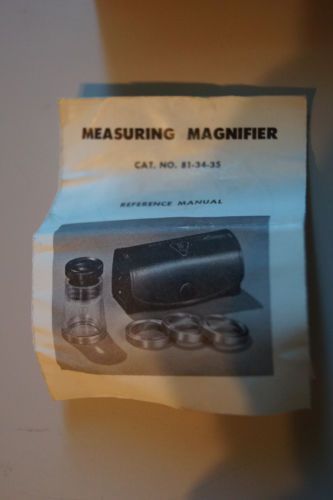 MEASURING MAGNIFIER
CAT. NO. 81-34-35
REFERENCE MANUAL